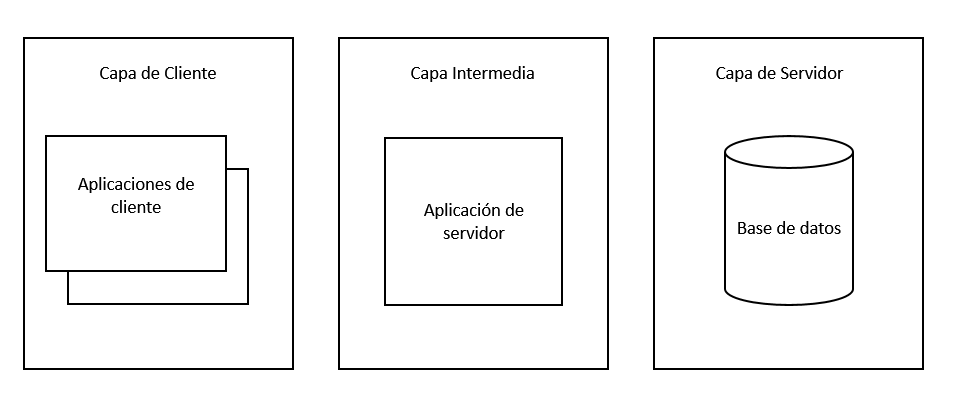 Capa de Cliente
Aplicaciones de
cliente
Capa Intermedia
Aplicación de
servidor
Capa de Servidor
Base de datos